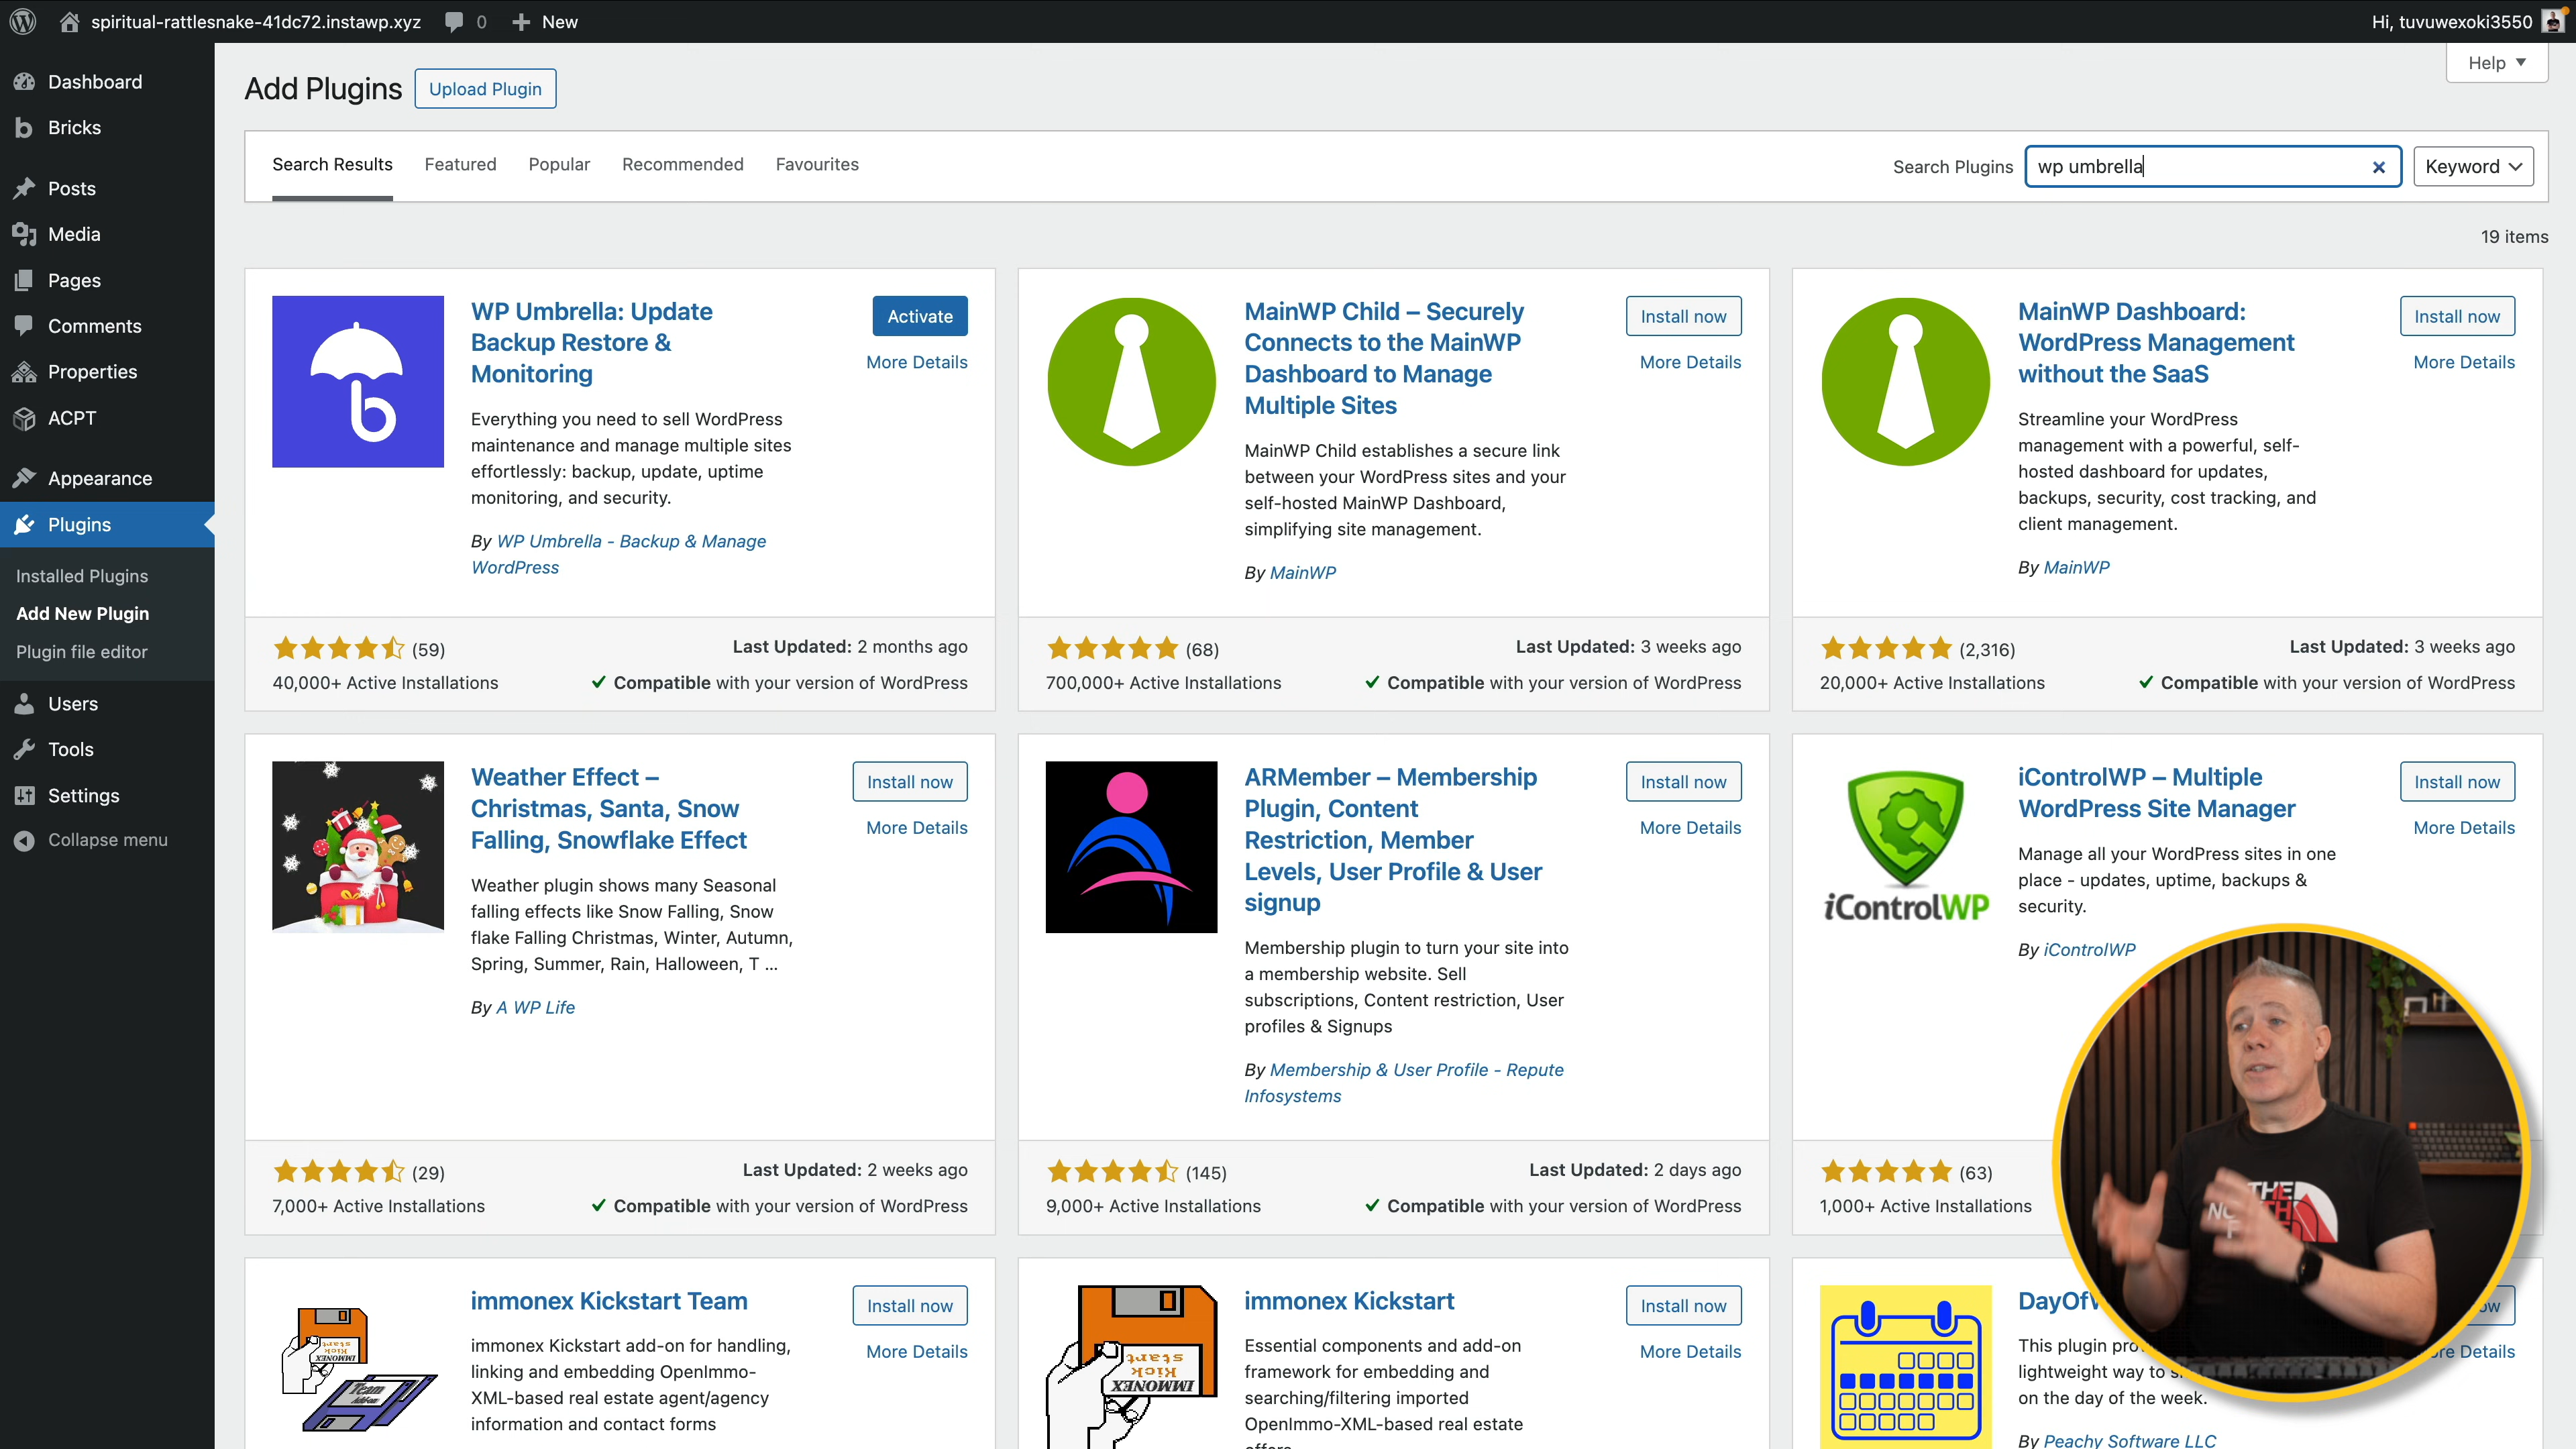 spiritual-rattlesnake-41dc72.instawp.xyz 0 New
Hi, tuvuwexoki3550
Dashboard
Bricks
Posts
Media
Pages
Comments
Properties
ACPT
Appearance
Plugins
Installed Plugins
Add New Plugin
Plugin file editor
Users
Tools
Settings
Collapse menu
Help
Add Plugins
Upload Plugin
Search Results Featured Popular Recommended Favourites
Search Plugins wp umbrella Keyword
19 items
WP Umbrella: Update
Backup Restore &
Monitoring
Activate
More Details
Everything you need to sell WordPress
maintenance and manage multiple sites
effortlessly: backup, update, uptime
monitoring, and security.
By WP Umbrella - Backup & Manage
WordPress
(59)
Last Updated: 2 months ago
40,000+ Active Installations
Compatible with your version of WordPress
MainWP Child – Securely
Connects to the MainWP
Dashboard to Manage
Multiple Sites
Install now
More Details
MainWP Child establishes a secure link
between your WordPress sites and your
self-hosted MainWP Dashboard,
simplifying site management.
By MainWP
(68)
Last Updated: 3 weeks ago
700,000+ Active Installations
Compatible with your version of WordPress
MainWP Dashboard:
WordPress Management
without the SaaS
Install now
More Details
Streamline your WordPress
management with a powerful, self-
hosted dashboard for updates,
backups, security, cost tracking, and
client management.
By MainWP
(2,316)
Last Updated: 3 weeks ago
20,000+ Active Installations
Compatible with your version of WordPress
Weather Effect –
Christmas, Santa, Snow
Falling, Snowflake Effect
Install now
More Details
Weather plugin shows many Seasonal
falling effects like Snow Falling, Snow
flake Falling Christmas, Winter, Autumn,
Spring, Summer, Rain, Halloween, T ...
By A WP Life
(29)
Last Updated: 2 weeks ago
7,000+ Active Installations
Compatible with your version of WordPress
ARMember – Membership
Plugin, Content
Restriction, Member
Levels, User Profile & User
signup
Install now
More Details
Membership plugin to turn your site into
a membership website. Sell
subscriptions, Content restriction, User
profiles & Signups
By Membership & User Profile - Repute
Infosystems
(145)
Last Updated: 2 days ago
9,000+ Active Installations
Compatible with your version of WordPress
iControlWP
iControlWP – Multiple
WordPress Site Manager
Install now
More Details
Manage all your WordPress sites in one
place - updates, uptime, backups &
security.
By iControlWP
(63)
1,000+ Active Installations
THE
immonex Kickstart Team
Install now
More Details
immonex Kickstart add-on for handling,
linking and embedding OpenImmo-
XML-based real estate agent/agency
information and contact forms
immonex Kickstart
Install now
More Details
Essential components and add-on
framework for embedding and
searching/filtering imported
OpenImmo-XML-based real estate
Details
This plugin
lightweight way to
on the day of the week.
By Peachy Software LLC